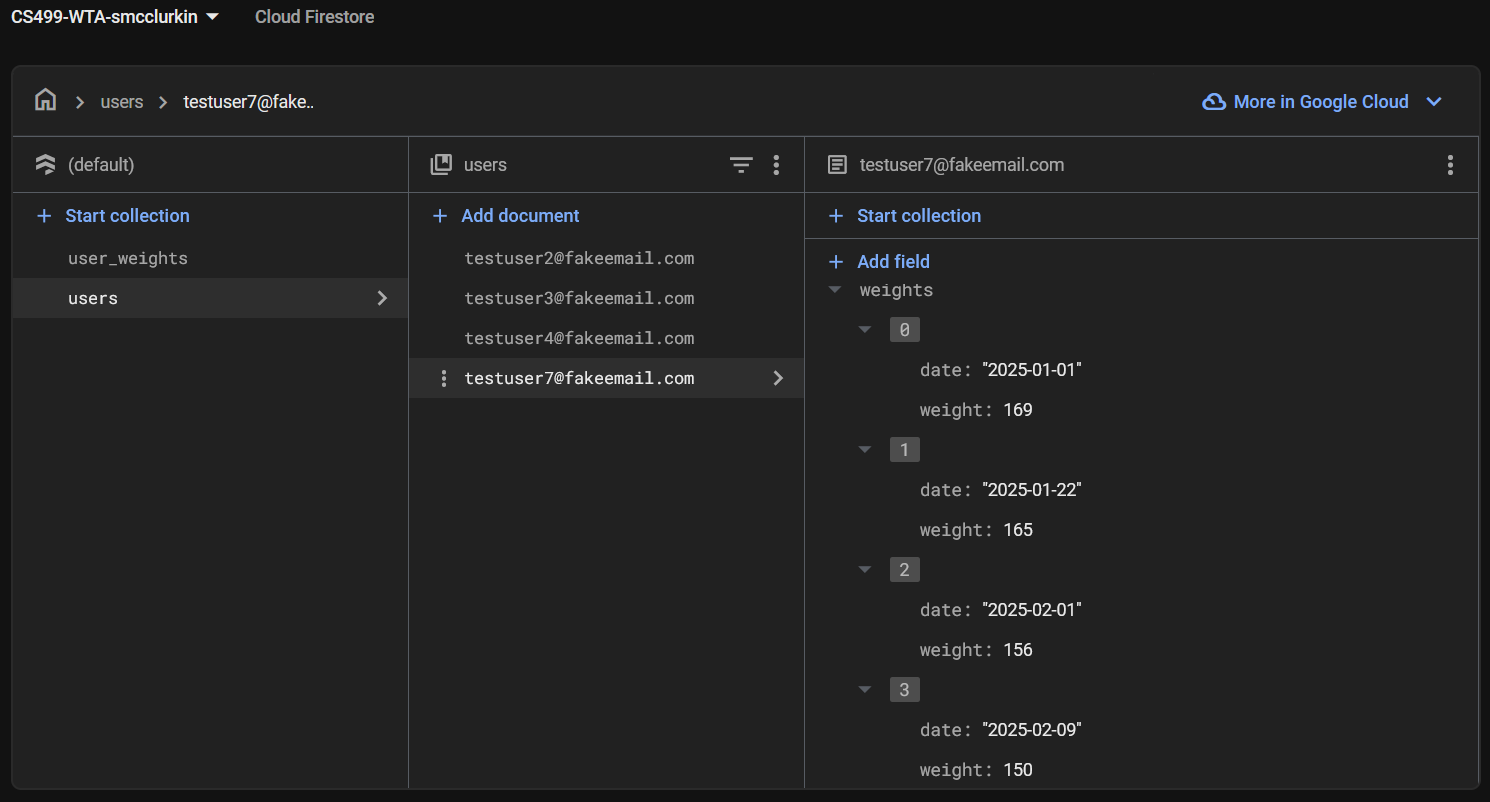 CS499-WTA-smcclurkin Cloud Firestore
users testuser7@fake..
More in Google Cloud
(default)
Start collection
user_weights
users
users
Add document
testuser2@fakeemail.com
testuser3@fakeemail.com
testuser4@fakeemail.com
testuser7@fakeemail.com
testuser7@fakeemail.com
Start collection
Add field
weights
0
date: "2025-01-01"
weight: 169
1
date: "2025-01-22"
weight: 165
2
date: "2025-02-01"
weight: 156
3
date: "2025-02-09"
weight: 150